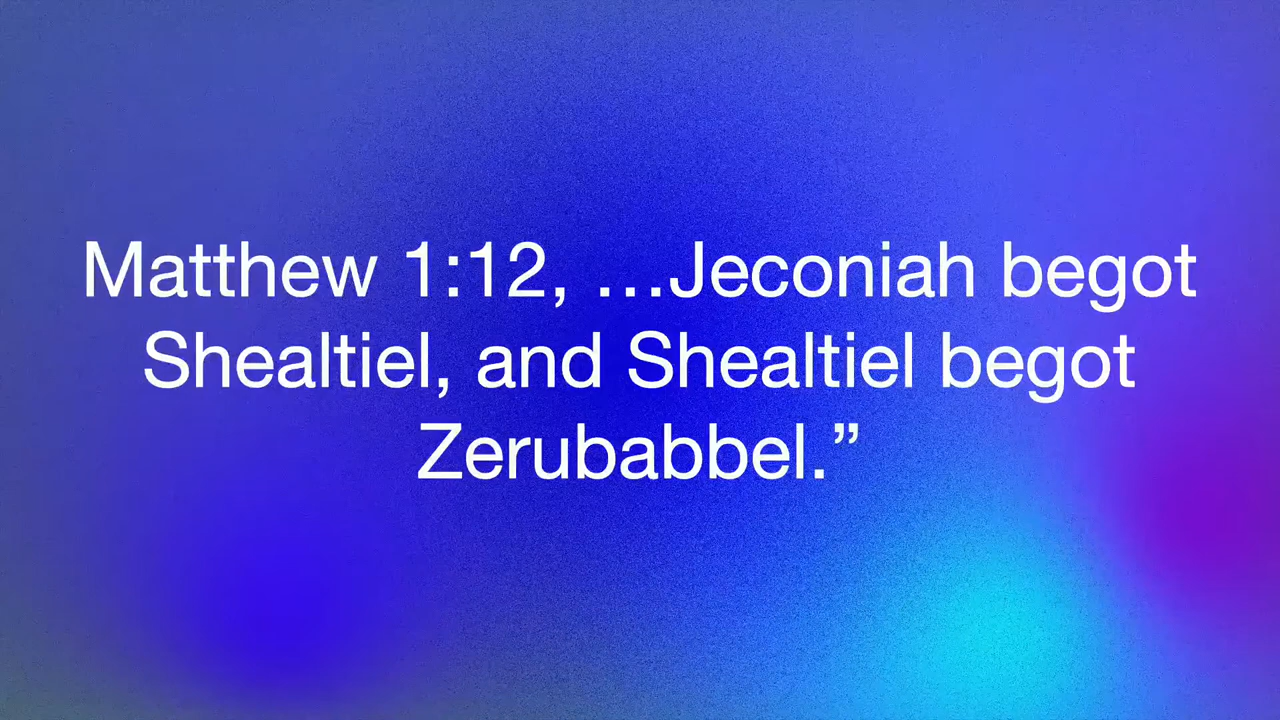 Matthew 1:12, …Jeconiah begot
Shealtiel, and Shealtiel begot
Zerubabbel.”